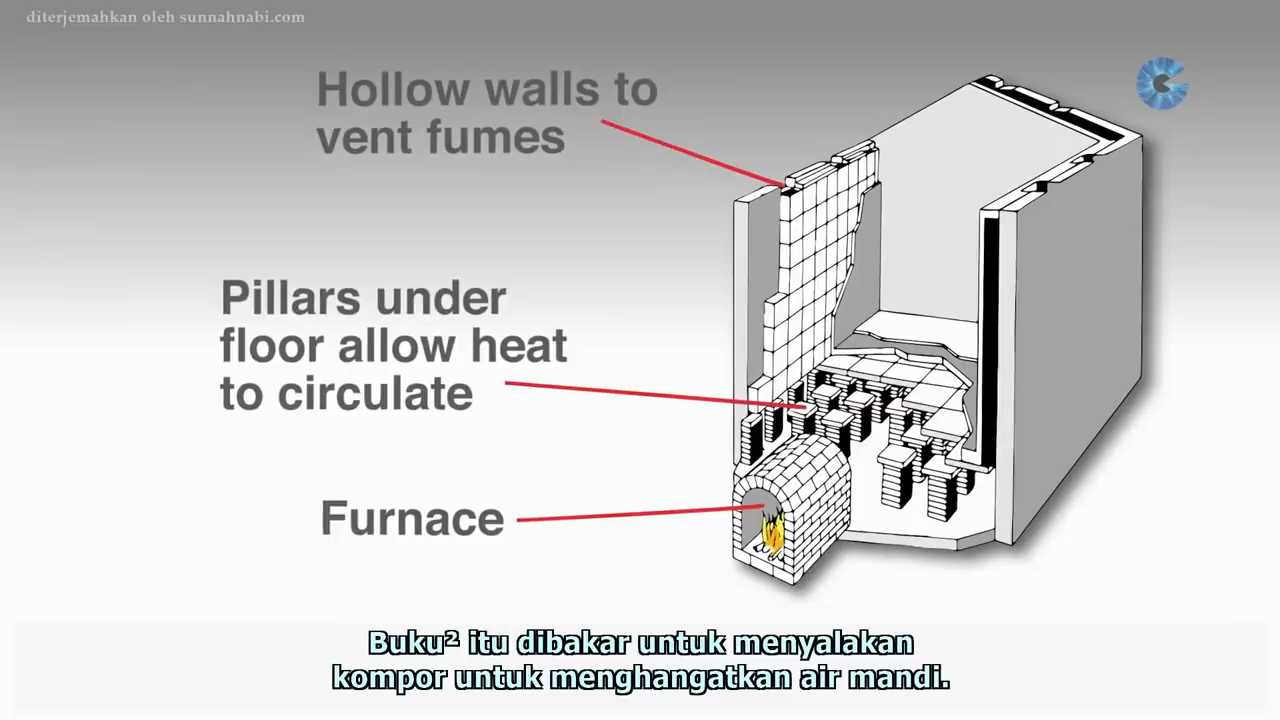 diterjemahkan oleh sunnahnabi.com
Hollow walls to
vent fumes
Pillars under
floor allow heat
to circulate
Furnace
Buku² itu dibakar untuk menyalakan
kompor untuk menghangatkan air mandi.